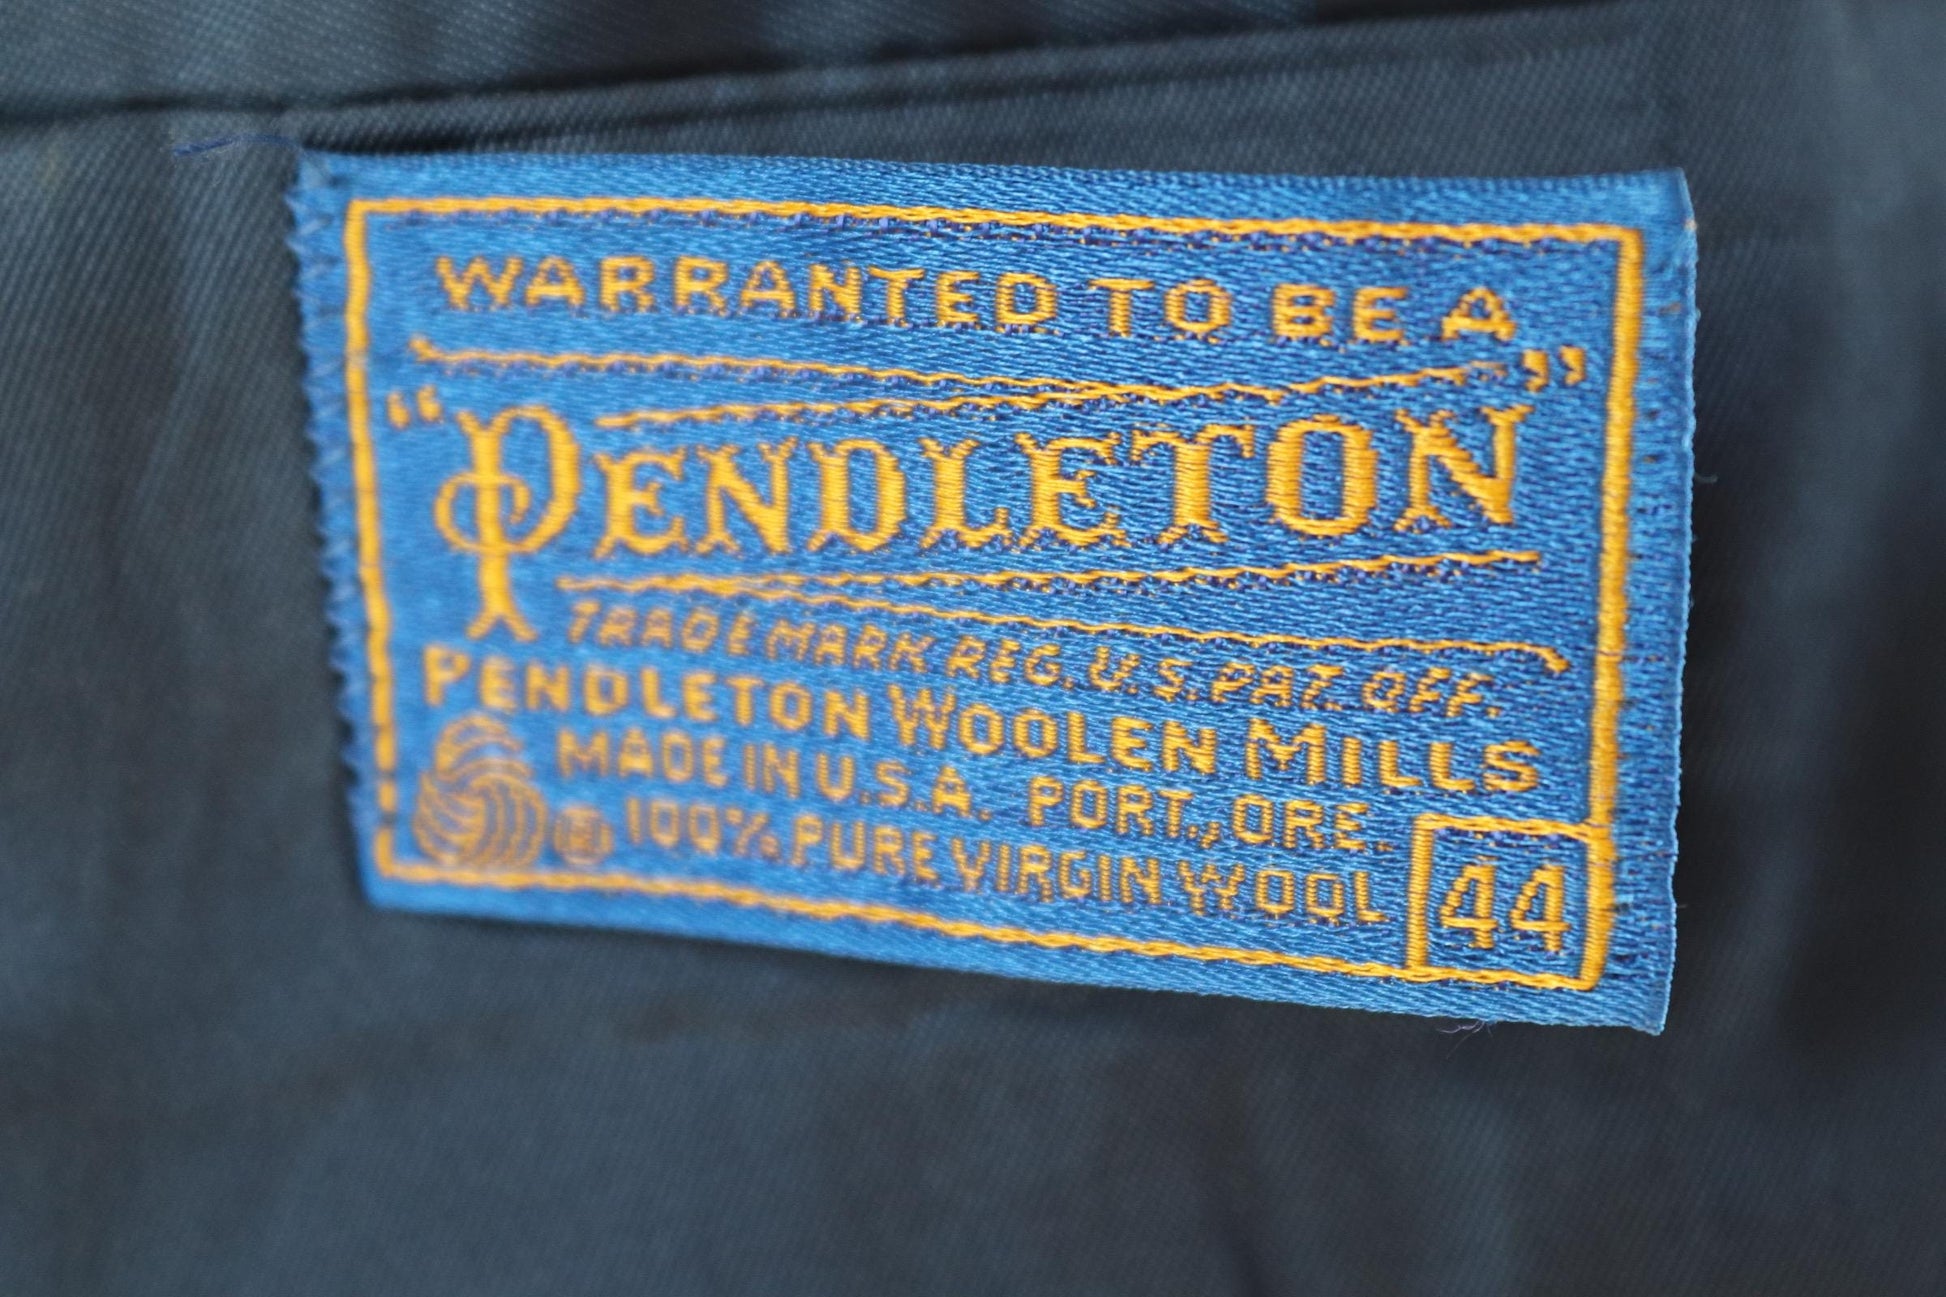 WARRANTED TO BE A
"PENDLETON"
TRADE MARK REG. U.S. PAT. OFF.
PENDLETON WOOLEN MILLS
MADE IN U.S.A. PORT., ORE.
100% PURE VIRGIN WOOL
44